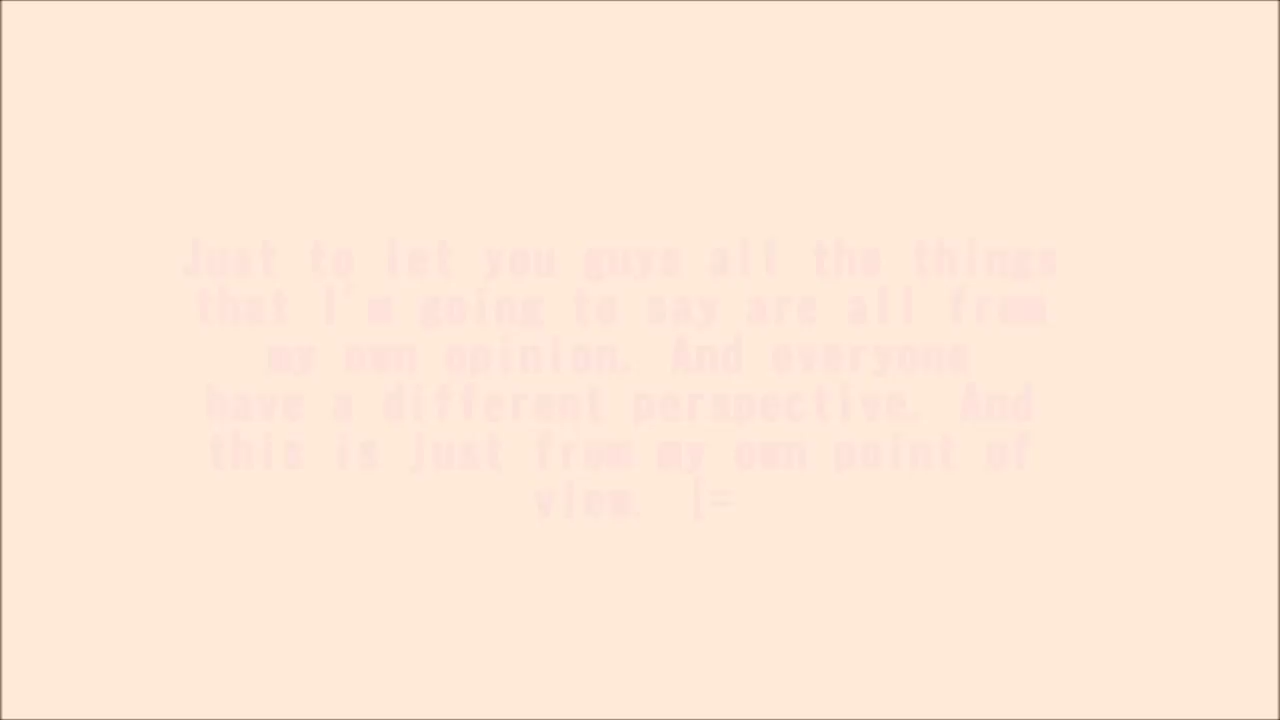 Just to let you guys all the things
that I'm going to say are all from
my own opinion. And everyone
have a different perspective. And
this is just from my own point of
view. [=